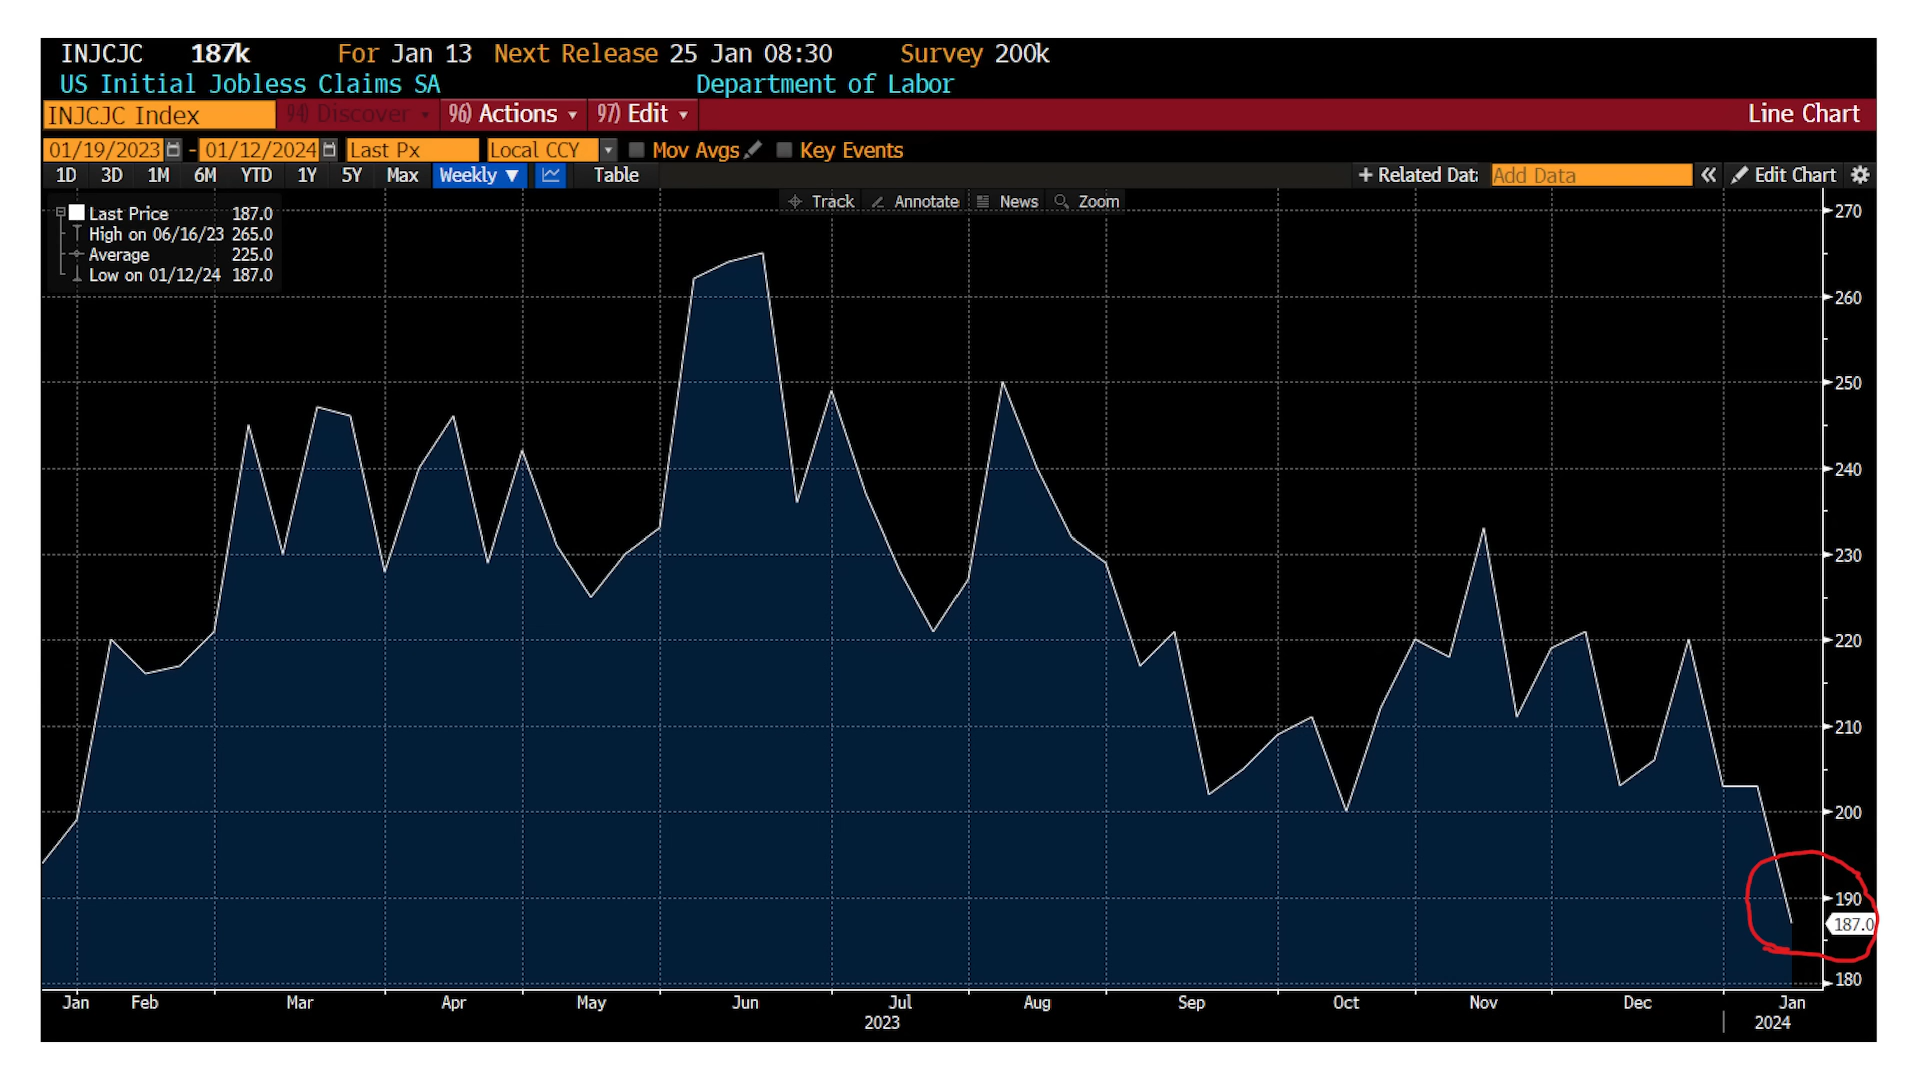 INJCJC 187k For Jan 13 Next Release 25 Jan 08:30 Survey 200k
US Initial Jobless Claims SA Department of Labor
INJCJC Index 94) Discover 96) Actions 97) Edit Line Chart
01/19/2023 - 01/12/2024 Last Px Local CCY Mov Avgs Key Events
1D 3D 1M 6M YTD 1Y 5Y Max Weekly ▼ Table + Related Dat Add Data « Edit Chart
Track Annotate News Zoom
Last Price 187.0
High on 06/16/23 265.0
Average 225.0
Low on 01/12/24 187.0
270
260
250
240
230
220
210
200
190
187.0
180
Jan Feb Mar Apr May Jun Jul Aug Sep Oct Nov Dec Jan
2023 2024